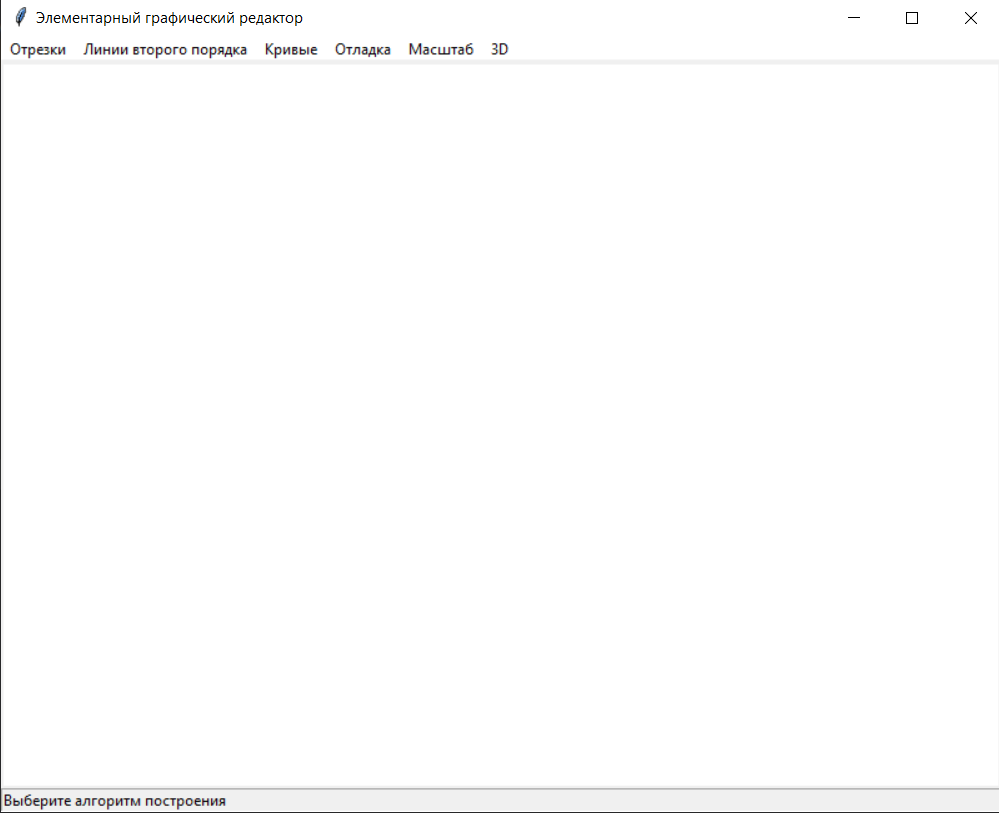 Элементарный графический редактор
Отрезки Линии второго порядка Кривые Отладка Масштаб 3D
Выберите алгоритм построения